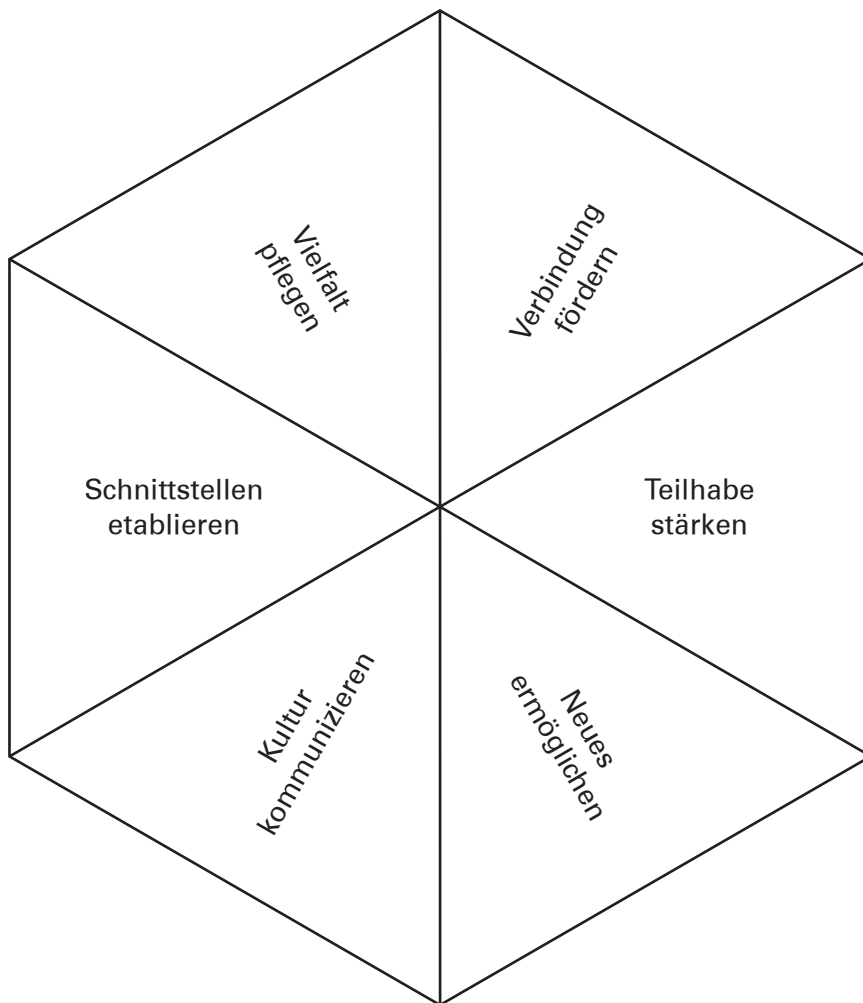 Vielfalt
pflegen
Verbindung
fördern
Schnittstellen
etablieren
Teilhabe
stärken
Kultur
kommunizieren
Neues
ermöglichen